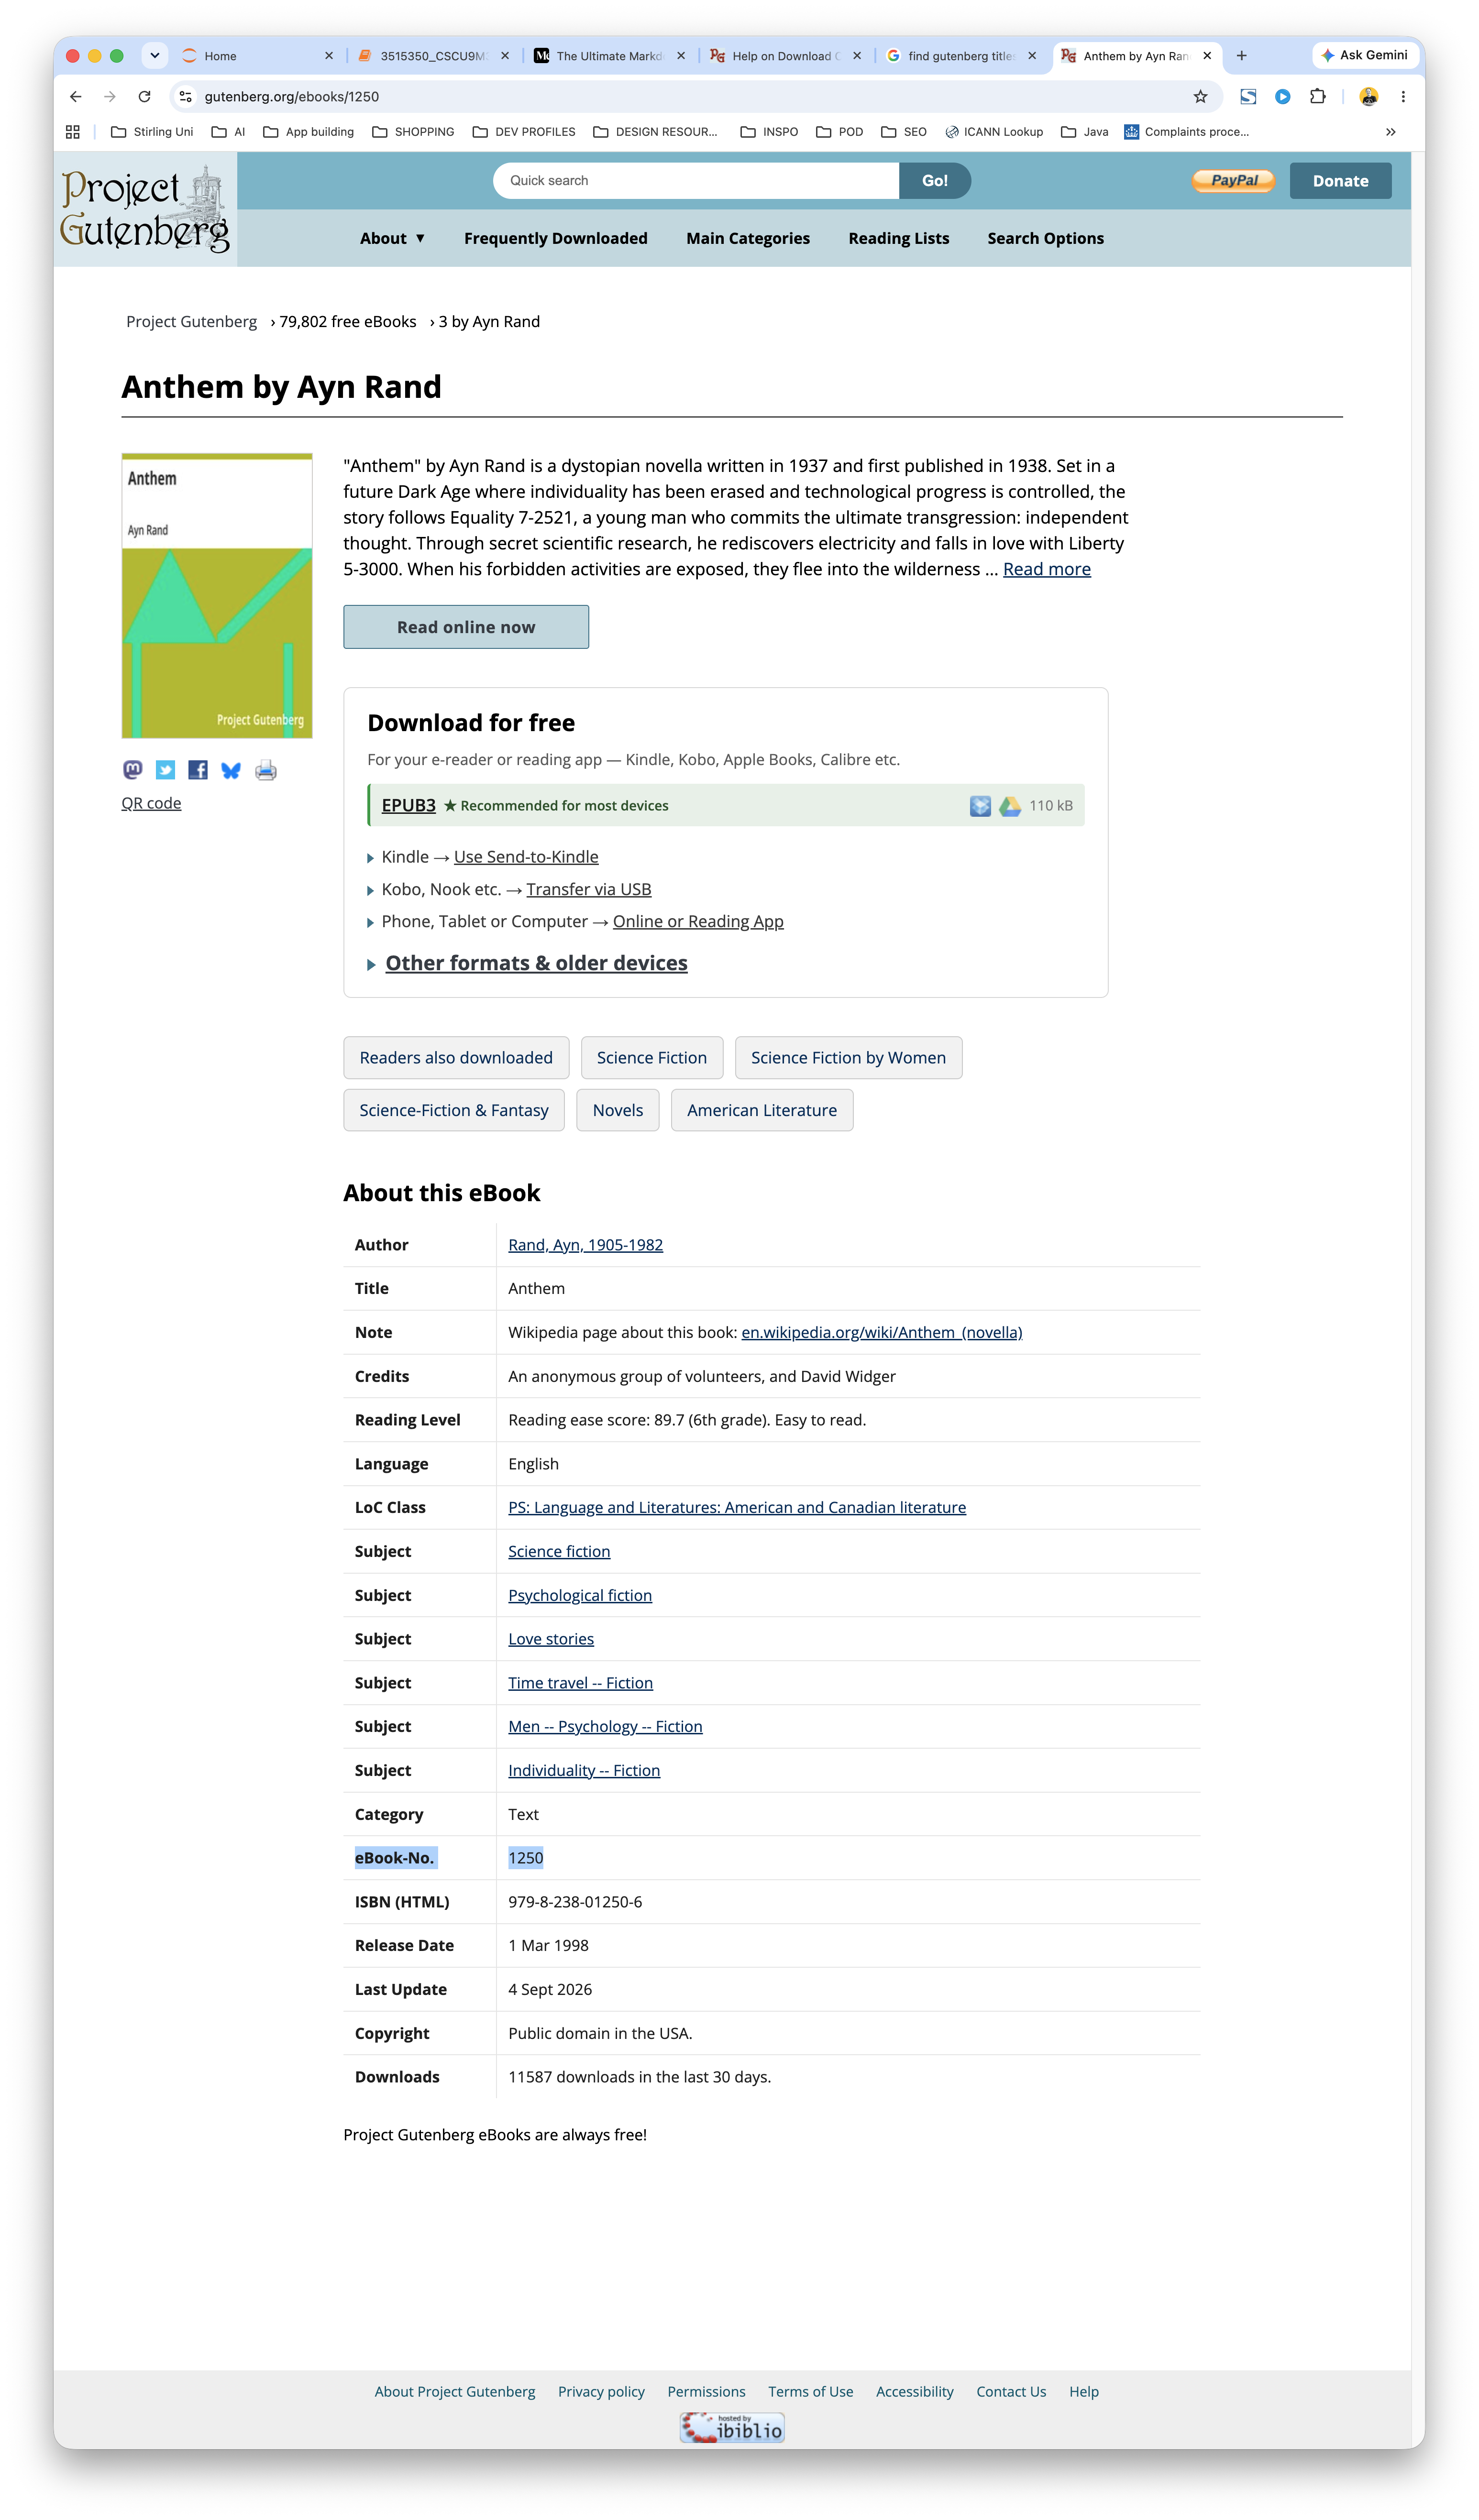 Home
3515350_CSCU9M
The Ultimate Markd
Help on Download
find gutenberg title
Anthem by Ayn Ran
Ask Gemini
gutenberg.org/ebooks/1250
Stirling Uni
AI
App building
SHOPPING
DEV PROFILES
DESIGN RESOUR...
INSPO
POD
SEO
ICANN Lookup
Java
Complaints proce...
Project
Gutenberg
Quick search
Go!
PayPal
Donate
About ▼
Frequently Downloaded
Main Categories
Reading Lists
Search Options
Project Gutenberg › 79,802 free eBooks › 3 by Ayn Rand
Anthem by Ayn Rand
Anthem
Ayn Rand
Project Gutenberg
QR code
"Anthem" by Ayn Rand is a dystopian novella written in 1937 and first published in 1938. Set in a
future Dark Age where individuality has been erased and technological progress is controlled, the
story follows Equality 7-2521, a young man who commits the ultimate transgression: independent
thought. Through secret scientific research, he rediscovers electricity and falls in love with Liberty
5-3000. When his forbidden activities are exposed, they flee into the wilderness ... Read more
Read online now
Download for free
For your e-reader or reading app — Kindle, Kobo, Apple Books, Calibre etc.
EPUB3 ★ Recommended for most devices 110 kB
Kindle → Use Send-to-Kindle
Kobo, Nook etc. → Transfer via USB
Phone, Tablet or Computer → Online or Reading App
Other formats & older devices
Readers also downloaded
Science Fiction
Science Fiction by Women
Science-Fiction & Fantasy
Novels
American Literature
About this eBook
Author Rand, Ayn, 1905-1982
Title Anthem
Note Wikipedia page about this book: en.wikipedia.org/wiki/Anthem_(novella)
Credits An anonymous group of volunteers, and David Widger
Reading Level Reading ease score: 89.7 (6th grade). Easy to read.
Language English
LoC Class PS: Language and Literatures: American and Canadian literature
Subject Science fiction
Subject Psychological fiction
Subject Love stories
Subject Time travel -- Fiction
Subject Men -- Psychology -- Fiction
Subject Individuality -- Fiction
Category Text
eBook-No. 1250
ISBN (HTML) 979-8-238-01250-6
Release Date 1 Mar 1998
Last Update 4 Sept 2026
Copyright Public domain in the USA.
Downloads 11587 downloads in the last 30 days.
Project Gutenberg eBooks are always free!
About Project Gutenberg
Privacy policy
Permissions
Terms of Use
Accessibility
Contact Us
Help
hosted by
ibiblio